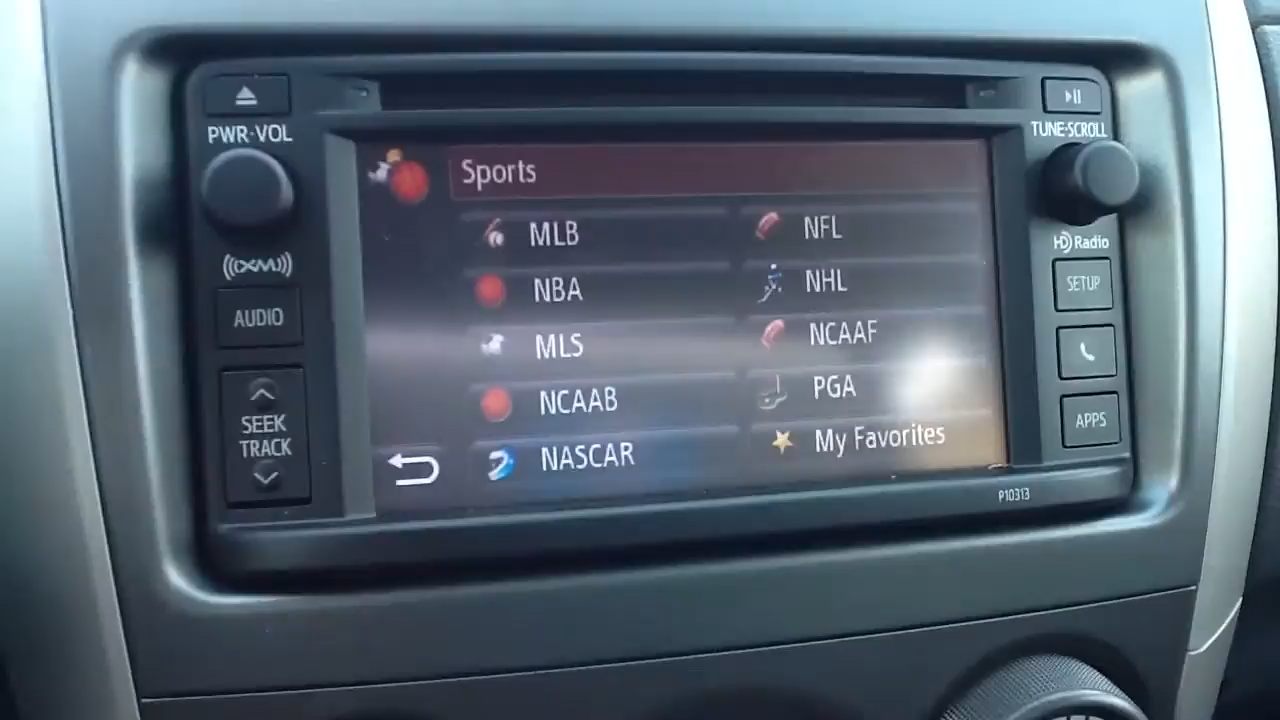 PWR·VOL
((XM))
AUDIO
SEEK
TRACK
Sports
MLB
NFL
NBA
NHL
MLS
NCAAF
NCAAB
PGA
NASCAR
My Favorites
TUNE·SCROLL
HD Radio
SETUP
APPS
P10313